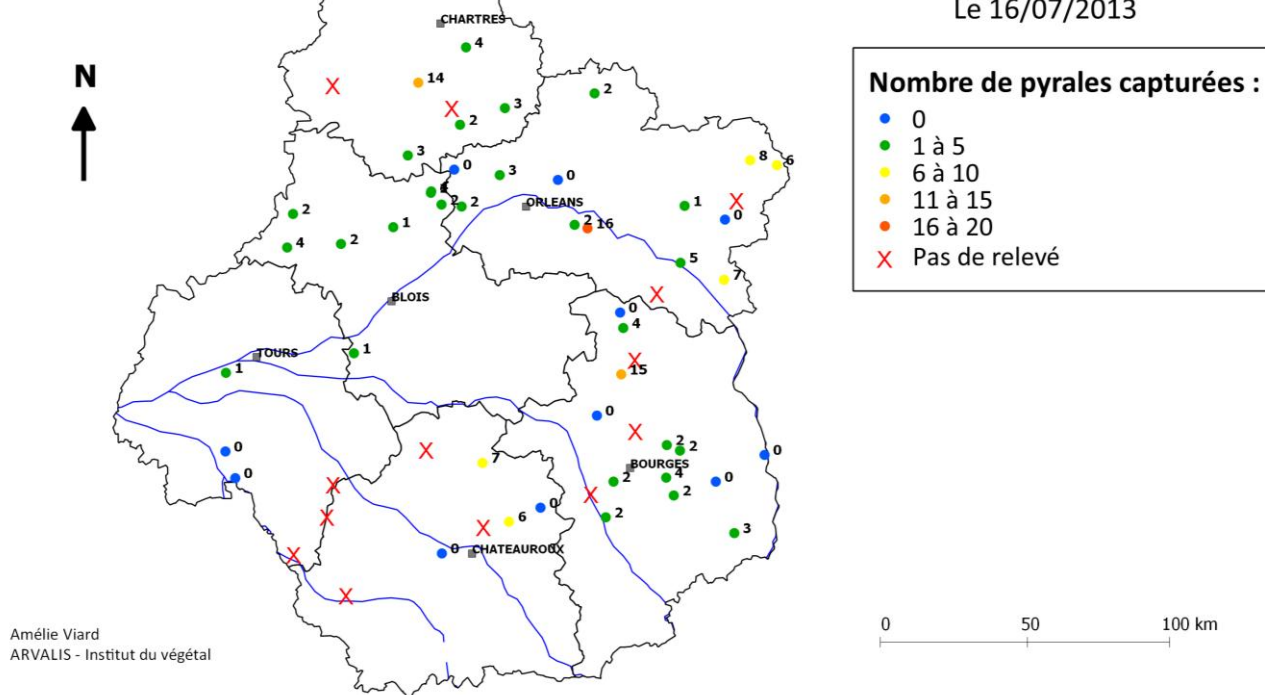 Le 16/07/2013
CHARTRES
4
N
14
2
3
2
3
0
3
0
8
6
2
2
ORLEANS
1
0
2
1
2 16
4
2
5
7
BLOIS
0
4
TOURS
1
1
15
0
0
7
2
2
0
BOURGES
0
2
4
0
2
0
6
2
3
0
CHATEAUROUX
Nombre de pyrales capturées :
0
1 à 5
6 à 10
11 à 15
16 à 20
X Pas de relevé
Amélie Viard
ARVALIS - Institut du végétal
0 50 100 km